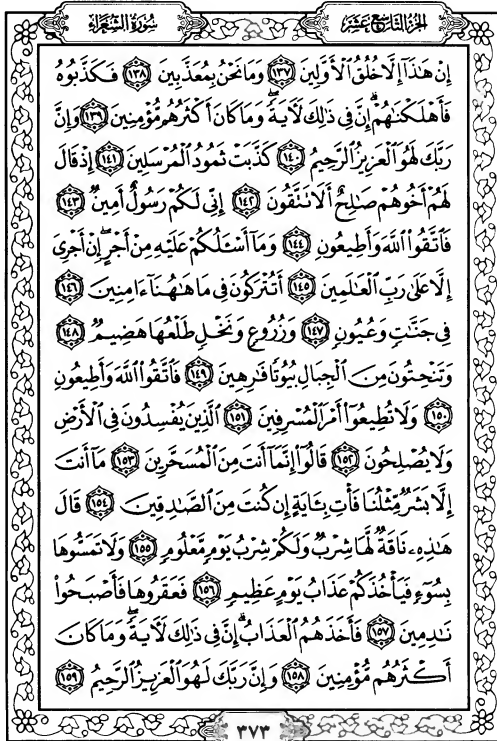 الجزء التاسع عشر
سورة الشعراء
إِنْ هَٰذَآ إِلَّا خُلُقُ ٱلْأَوَّلِينَ ١٣٧ وَمَا نَحْنُ بِمُعَذَّبِينَ ١٣٨ فَكَذَّبُوهُ
فَأَهْلَكْنَٰهُمْ ۗ إِنَّ فِى ذَٰلِكَ لَءَايَةً ۖ وَمَا كَانَ أَكْثَرُهُم مُّؤْمِنِينَ ١٣٩ وَإِنَّ
رَبَّكَ لَهُوَ ٱلْعَزِيزُ ٱلرَّحِيمُ ١٤٠ كَذَّبَتْ ثَمُودُ ٱلْمُرْسَلِينَ ١٤١ إِذْ قَالَ
لَهُمْ أَخُوهُمْ صَٰلِحٌ أَلَا تَتَّقُونَ ١٤٢ إِنِّى لَكُمْ رَسُولٌ أَمِينٌ ١٤٣
فَٱتَّقُوا۟ ٱللَّهَ وَأَطِيعُونِ ١٤٤ وَمَآ أَسْـَٔلُكُمْ عَلَيْهِ مِنْ أَجْرٍ ۖ إِنْ أَجْرِىَ
إِلَّا عَلَىٰ رَبِّ ٱلْعَٰلَمِينَ ١٤٥ أَتُتْرَكُونَ فِى مَا هَٰهُنَآ ءَامِنِينَ ١٤٦
فِى جَنَّٰتٍ وَعُيُونٍ ١٤٧ وَزُرُوعٍ وَنَخْلٍ طَلْعُهَا هَضِيمٌ ١٤٨
وَتَنْحِتُونَ مِنَ ٱلْجِبَالِ بُيُوتًا فَٰرِهِينَ ١٤٩ فَٱتَّقُوا۟ ٱللَّهَ وَأَطِيعُونِ
١٥٠ وَلَا تُطِيعُوٓا۟ أَمْرَ ٱلْمُسْرِفِينَ ١٥١ ٱلَّذِينَ يُفْسِدُونَ فِى ٱلْأَرْضِ
وَلَا يُصْلِحُونَ ١٥٢ قَالُوٓا۟ إِنَّمَآ أَنتَ مِنَ ٱلْمُسَحَّرِينَ ١٥٣ مَآ أَنتَ
إِلَّا بَشَرٌ مِّثْلُنَا فَأْتِ بِـَٔايَةٍ إِن كُنتَ مِنَ ٱلصَّٰدِقِينَ ١٥٤ قَالَ
هَٰذِهِۦ نَاقَةٌ لَّهَا شِرْبٌ وَلَكُمْ شِرْبُ يَوْمٍ مَّعْلُومٍ ١٥٥ وَلَا تَمَسُّوهَا
بِسُوٓءٍ فَيَأْخُذَكُمْ عَذَابُ يَوْمٍ عَظِيمٍ ١٥٦ فَعَقَرُوهَا فَأَصْبَحُوا۟
نَٰدِمِينَ ١٥٧ فَأَخَذَهُمُ ٱلْعَذَابُ ۗ إِنَّ فِى ذَٰلِكَ لَءَايَةً ۖ وَمَا كَانَ
أَكْثَرُهُم مُّؤْمِنِينَ ١٥٨ وَإِنَّ رَبَّكَ لَهُوَ ٱلْعَزِيزُ ٱلرَّحِيمُ ١٥٩
٣٧٣